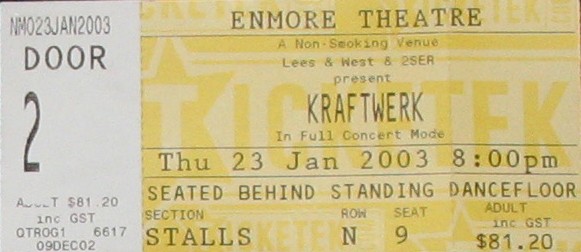 NM023JAN2003
DOOR
2
$81.20
inc GST
QTROG1 6617
09DEC02
ENMORE THEATRE
A Non-Smoking Venue
Lees & West & 2SER
present
KRAFTWERK
In Full Concert Mode
Thu 23 Jan 2003 8:00pm
SEATED BEHIND STANDING DANCEFLOOR
SECTION ROW SEAT ADULT
inc GST
STALLS N 9 $81.20
TICKETEK